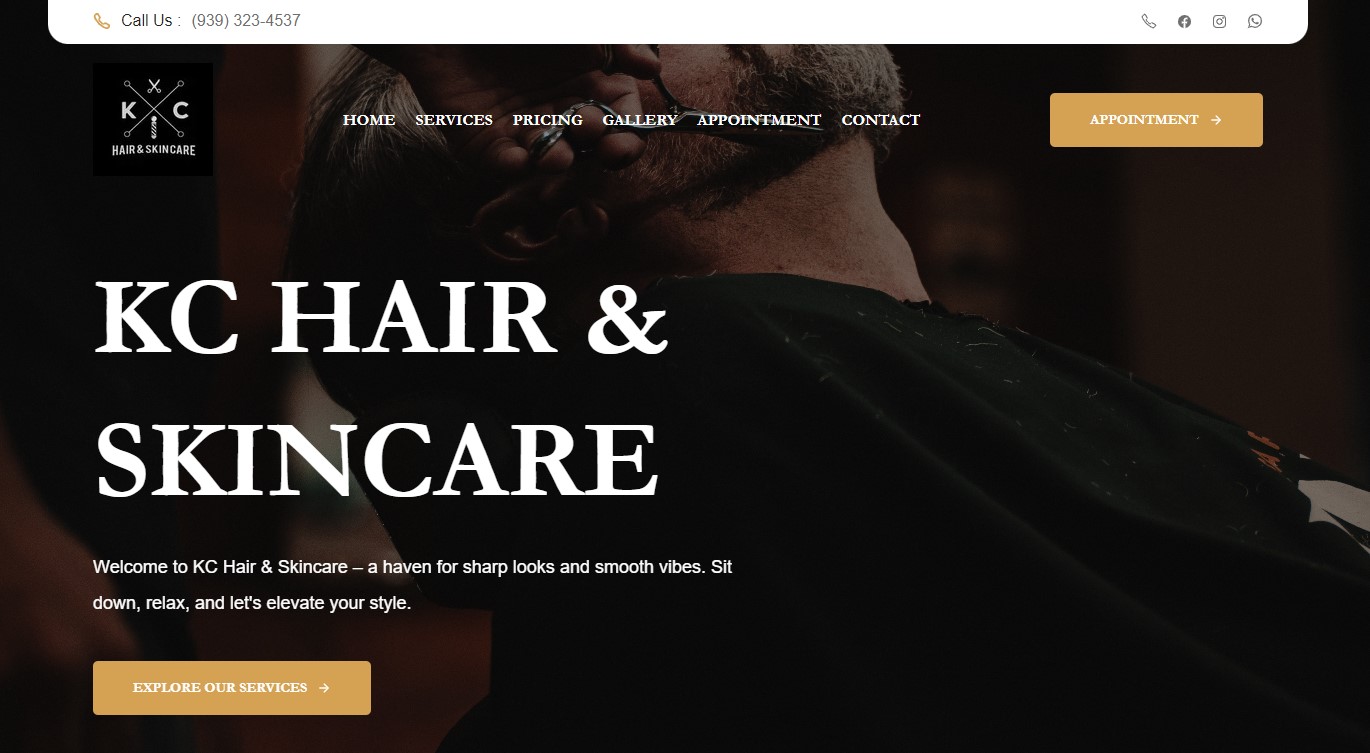 Call Us : (939) 323-4537
K C
HAIR & SKINCARE
HOME SERVICES PRICING GALLERY APPOINTMENT CONTACT
APPOINTMENT →
KC HAIR &
SKINCARE
Welcome to KC Hair & Skincare – a haven for sharp looks and smooth vibes. Sit
down, relax, and let's elevate your style.
EXPLORE OUR SERVICES →